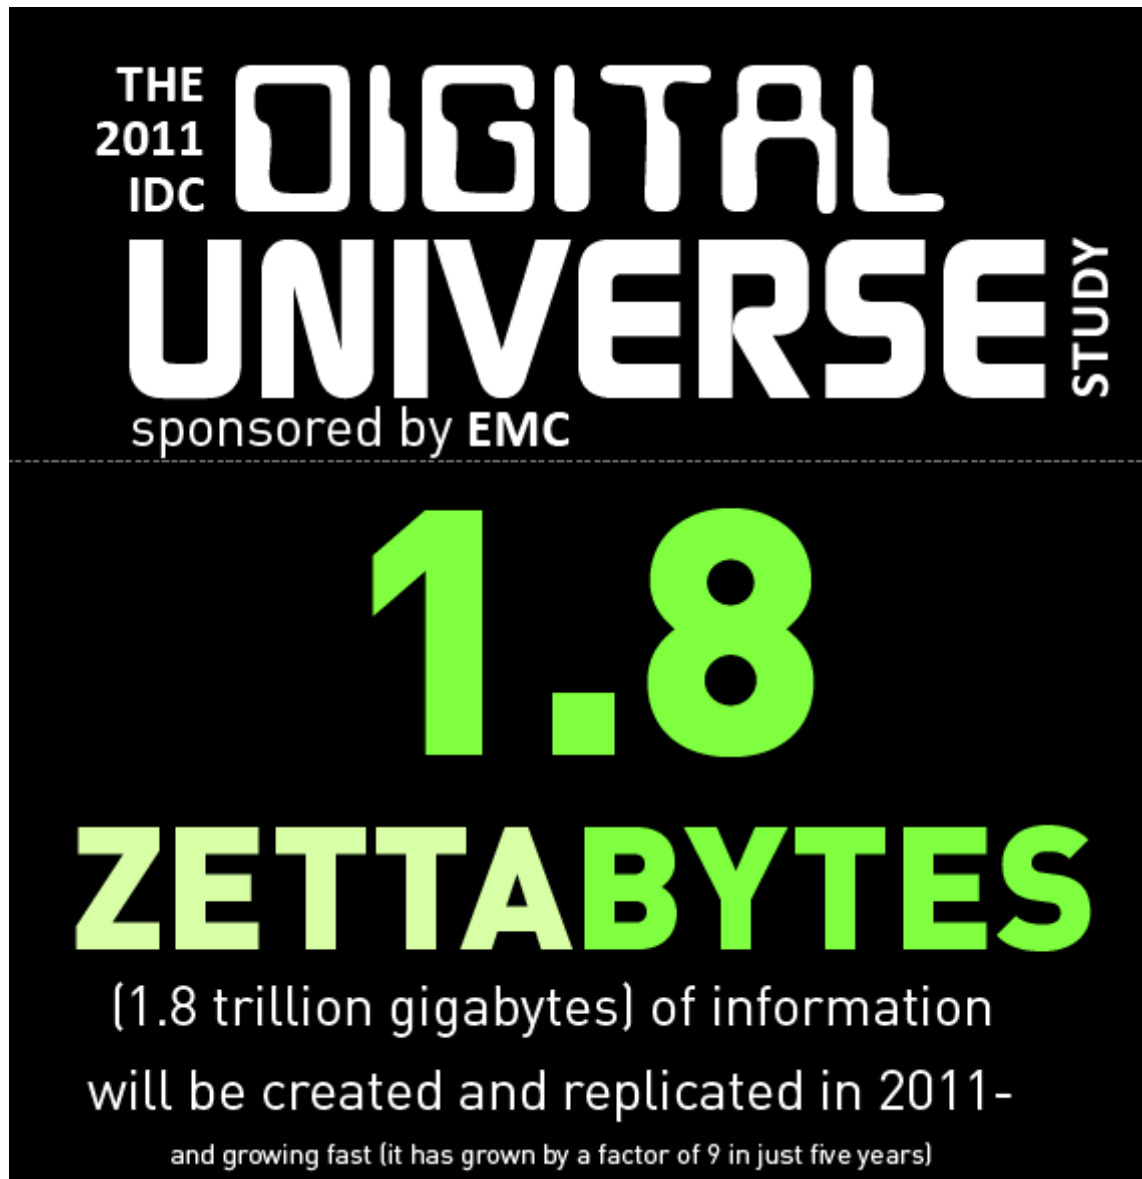 THE
2011
IDC
DIGITAL
UNIVERSE
STUDY
sponsored by EMC
1.8
ZETTABYTES
(1.8 trillion gigabytes) of information
will be created and replicated in 2011-
and growing fast (it has grown by a factor of 9 in just five years)